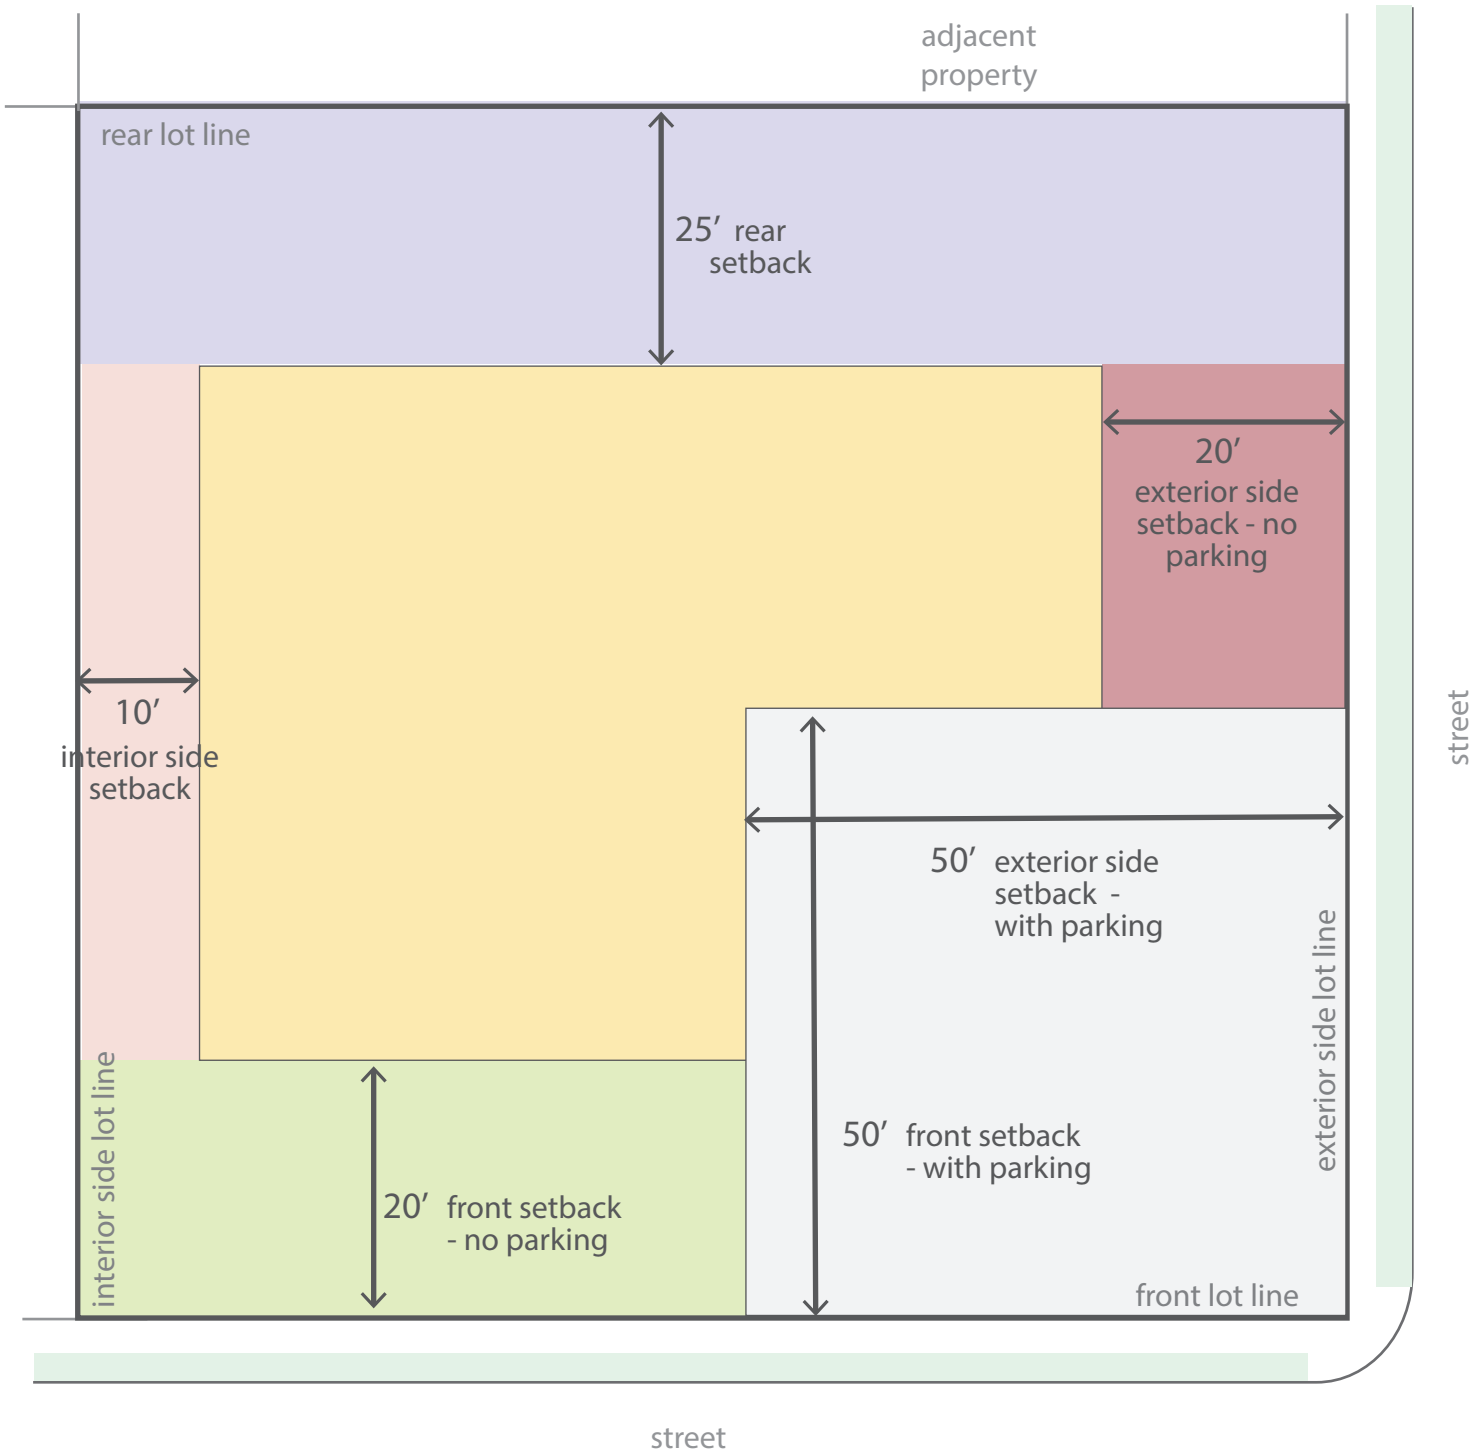 adjacent
property
rear lot line
25’ rear
setback
20’
exterior side
setback - no
parking
10’
interior side
setback
street
50’ exterior side
setback -
with parking
exterior side lot line
interior side lot line
50’ front setback
- with parking
20’ front setback
- no parking
front lot line
street